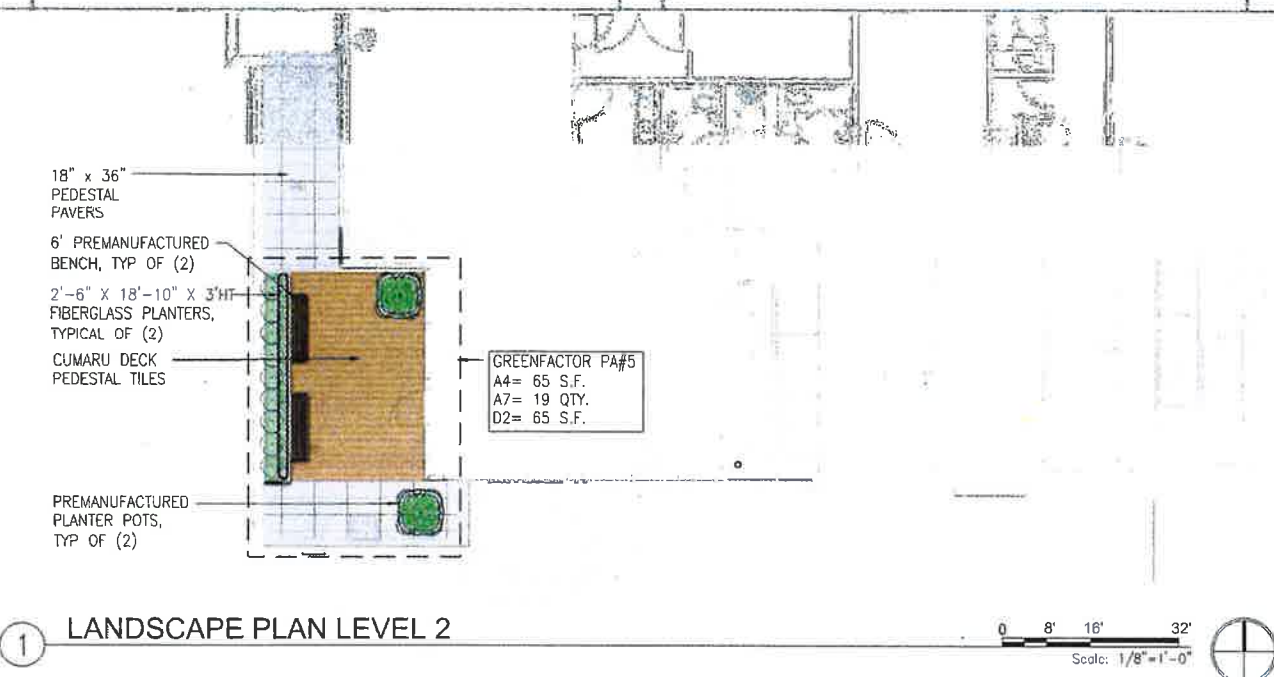 18" x 36"
PEDESTAL
PAVERS
6' PREMANUFACTURED
BENCH, TYP OF (2)
2'-6" X 18'-10" X 3'HT
FIBERGLASS PLANTERS,
TYPICAL OF (2)
CUMARU DECK
PEDESTAL TILES
GREENFACTOR PA#5
A4= 65 S.F.
A7= 19 QTY.
D2= 65 S.F.
PREMANUFACTURED
PLANTER POTS,
TYP OF (2)
1 LANDSCAPE PLAN LEVEL 2
0 8' 16' 32'
Scale: 1/8"=1'-0"